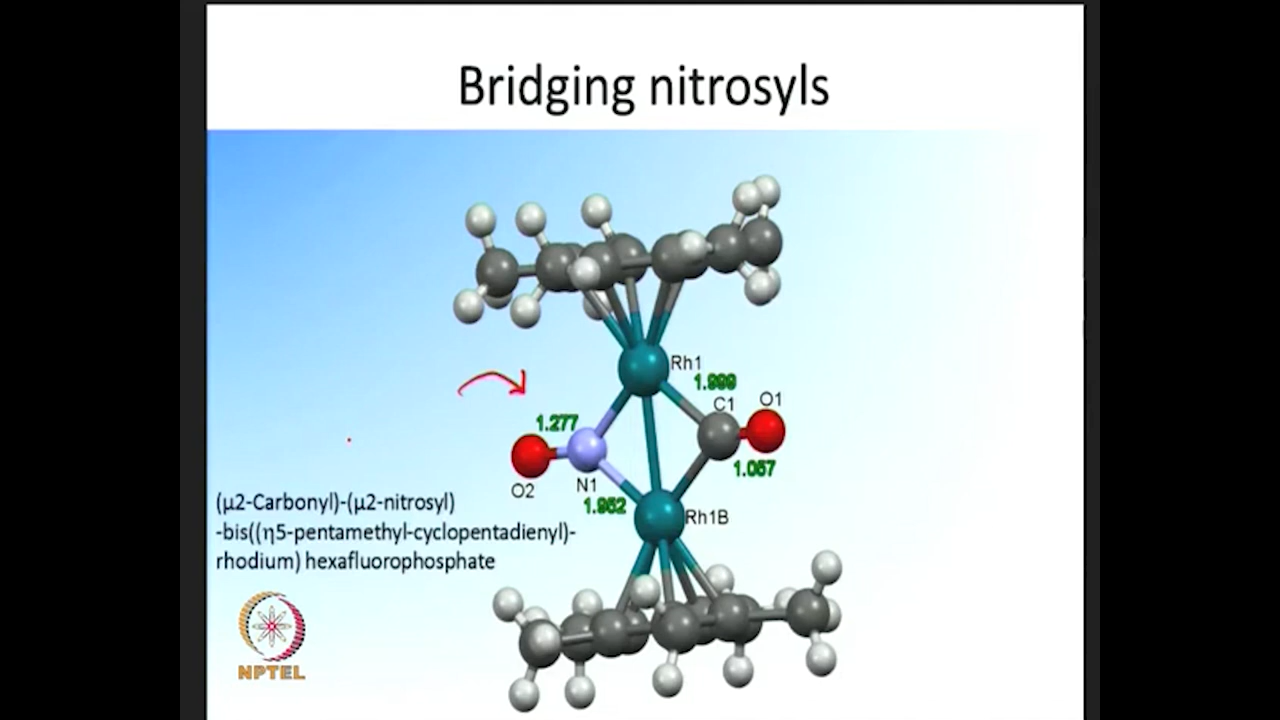 Bridging nitrosyls
Rh1
1.999
C1
O1
1.277
O2
N1
1.057
1.952
Rh1B
(μ2-Carbonyl)-(μ2-nitrosyl)
-bis((η5-pentamethyl-cyclopentadienyl)-
rhodium) hexafluorophosphate
NPTEL